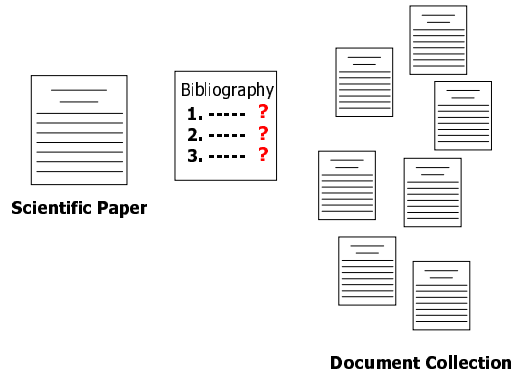 Bibliography
1. ----- ?
2. ----- ?
3. ----- ?
Scientific Paper
Document Collection